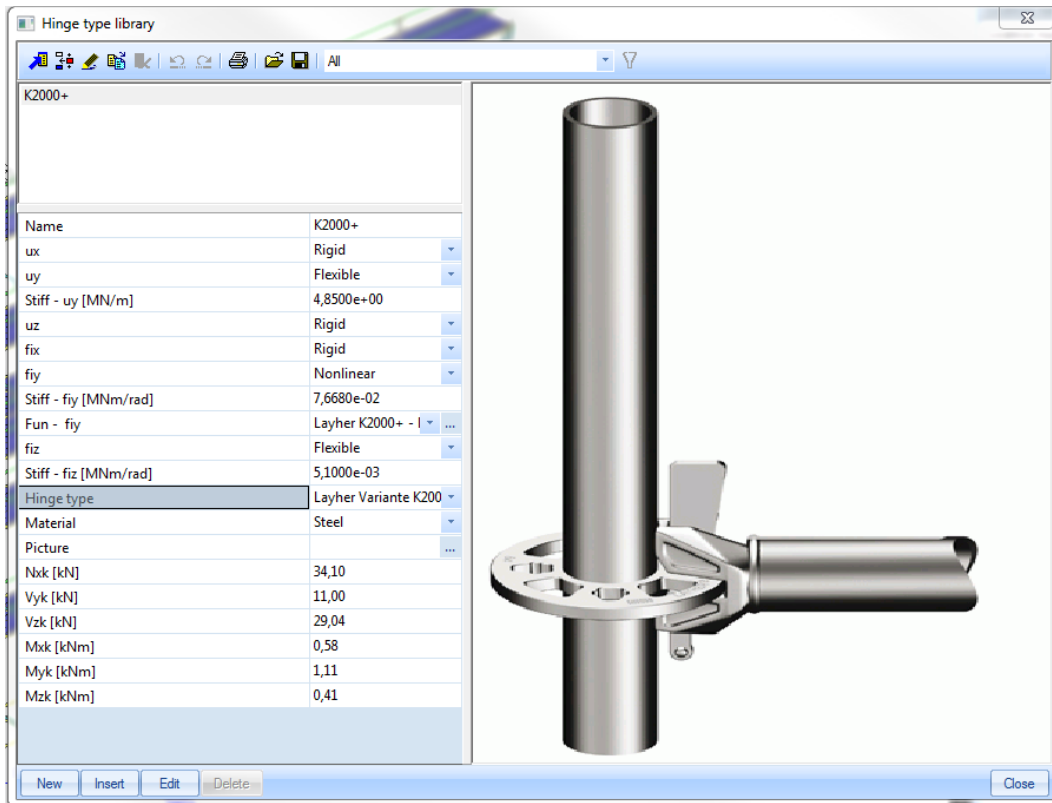 Hinge type library
All
K2000+
Name K2000+
ux Rigid
uy Flexible
Stiff - uy [MN/m] 4,8500e+00
uz Rigid
fix Rigid
fiy Nonlinear
Stiff - fiy [MNm/rad] 7,6680e-02
Fun - fiy Layher K2000+ - ...
fiz Flexible
Stiff - fiz [MNm/rad] 5,1000e-03
Hinge type Layher Variante K200
Material Steel
Picture ...
Nxk [kN] 34,10
Vyk [kN] 11,00
Vzk [kN] 29,04
Mxk [kNm] 0,58
Myk [kNm] 1,11
Mzk [kNm] 0,41
New Insert Edit Delete Close